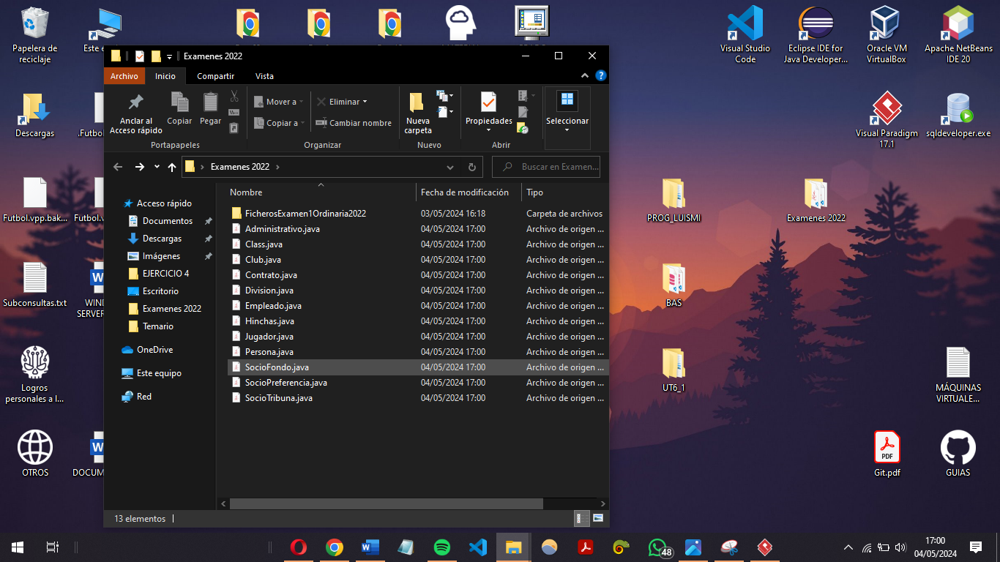 Papelera de
reciclaje
Este e
Visual Studio
Code
Eclipse IDE for
Java Developer...
Oracle VM
VirtualBox
Apache NetBeans
IDE 20
Examenes 2022
Archivo
Inicio
Compartir
Vista
Anclar al
Acceso rápido
Copiar
Pegar
Mover a
Copiar a
Eliminar
Cambiar nombre
Nueva
carpeta
Propiedades
Seleccionar
Portapapeles
Organizar
Nuevo
Abrir
Examenes 2022
Buscar en Examen...
Nombre
Fecha de modificación
Tipo
FicherosExamen1Ordinaria2022 03/05/2024 16:18 Carpeta de archivos
Administrativo.java 04/05/2024 17:00 Archivo de origen ...
Class.java 04/05/2024 17:00 Archivo de origen ...
Club.java 04/05/2024 17:00 Archivo de origen ...
Contrato.java 04/05/2024 17:00 Archivo de origen ...
Division.java 04/05/2024 17:00 Archivo de origen ...
Empleado.java 04/05/2024 17:00 Archivo de origen ...
Hinchas.java 04/05/2024 17:00 Archivo de origen ...
Jugador.java 04/05/2024 17:00 Archivo de origen ...
Persona.java 04/05/2024 17:00 Archivo de origen ...
SocioFondo.java 04/05/2024 17:00 Archivo de origen ...
SocioPreferencia.java 04/05/2024 17:00 Archivo de origen ...
SocioTribuna.java 04/05/2024 17:00 Archivo de origen ...
Acceso rápido
Documentos
Descargas
Imágenes
EJERCICIO 4
Escritorio
Examenes 2022
Temario
OneDrive
Este equipo
Red
13 elementos
Descargas
.Futbol
Futbol.vpp.bak...
Futbol.v
Subconsultas.txt
WIND
SERVER
Logros
personales a l...
OTROS
DOCUM
Visual Paradigm
17.1
sqldeveloper.exe
PROG_LUISMI
Examenes 2022
BAS
UT6_1
MÁQUINAS
VIRTUALE...
PDF
Git.pdf
GUIAS
48
17:00
04/05/2024